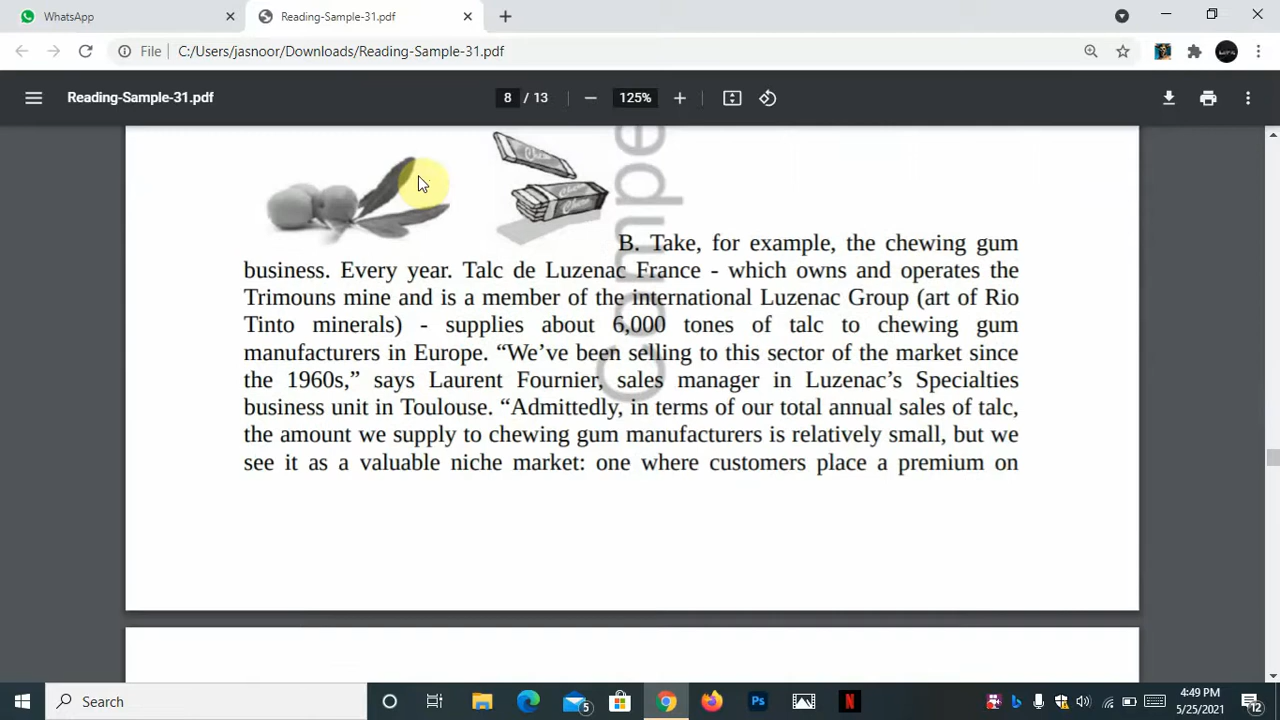 WhatsApp
Reading-Sample-31.pdf
File
C:/Users/jasnoor/Downloads/Reading-Sample-31.pdf
Reading-Sample-31.pdf
8 / 13
125%
Compe
B. Take, for example, the chewing gum
business. Every year. Talc de Luzenac France - which owns and operates the
Trimouns mine and is a member of the international Luzenac Group (art of Rio
Tinto minerals) - supplies about 6,000 tones of talc to chewing gum
manufacturers in Europe. “We’ve been selling to this sector of the market since
the 1960s,” says Laurent Fournier, sales manager in Luzenac’s Specialties
business unit in Toulouse. “Admittedly, in terms of our total annual sales of talc,
the amount we supply to chewing gum manufacturers is relatively small, but we
see it as a valuable niche market: one where customers place a premium on
Search
5
Ps
N
4:49 PM
5/25/2021
12